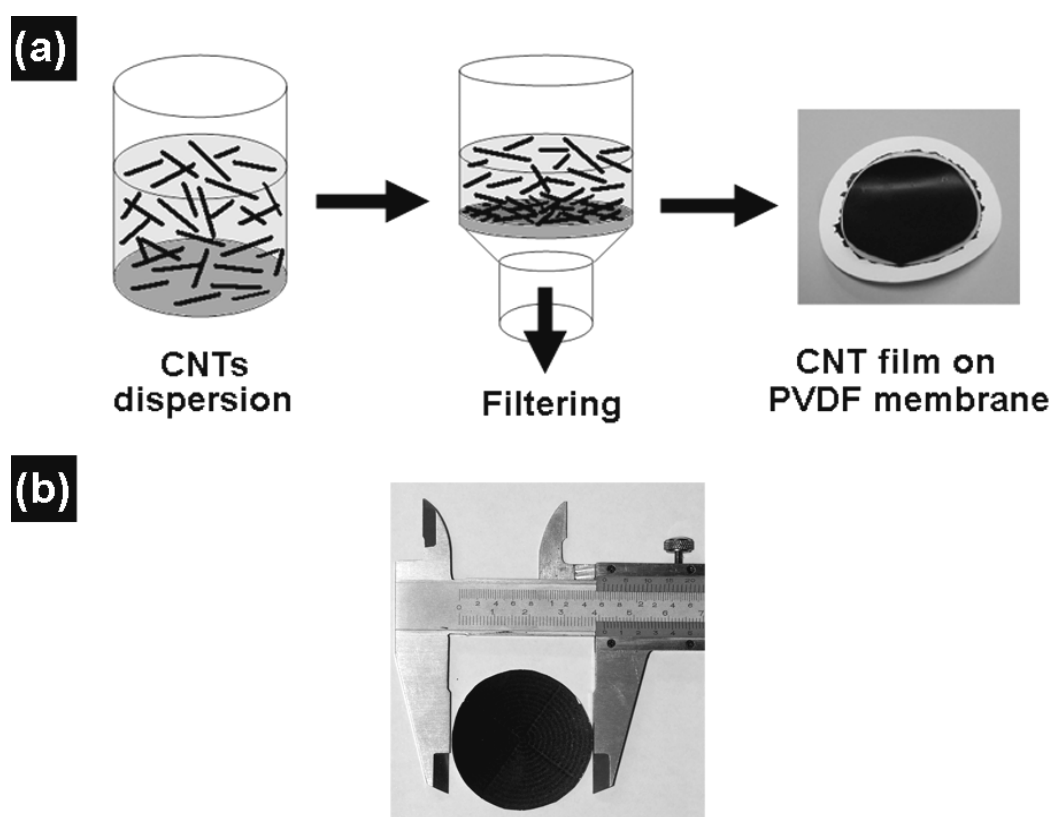 (a)
CNTs
dispersion
Filtering
CNT film on
PVDF membrane
(b)